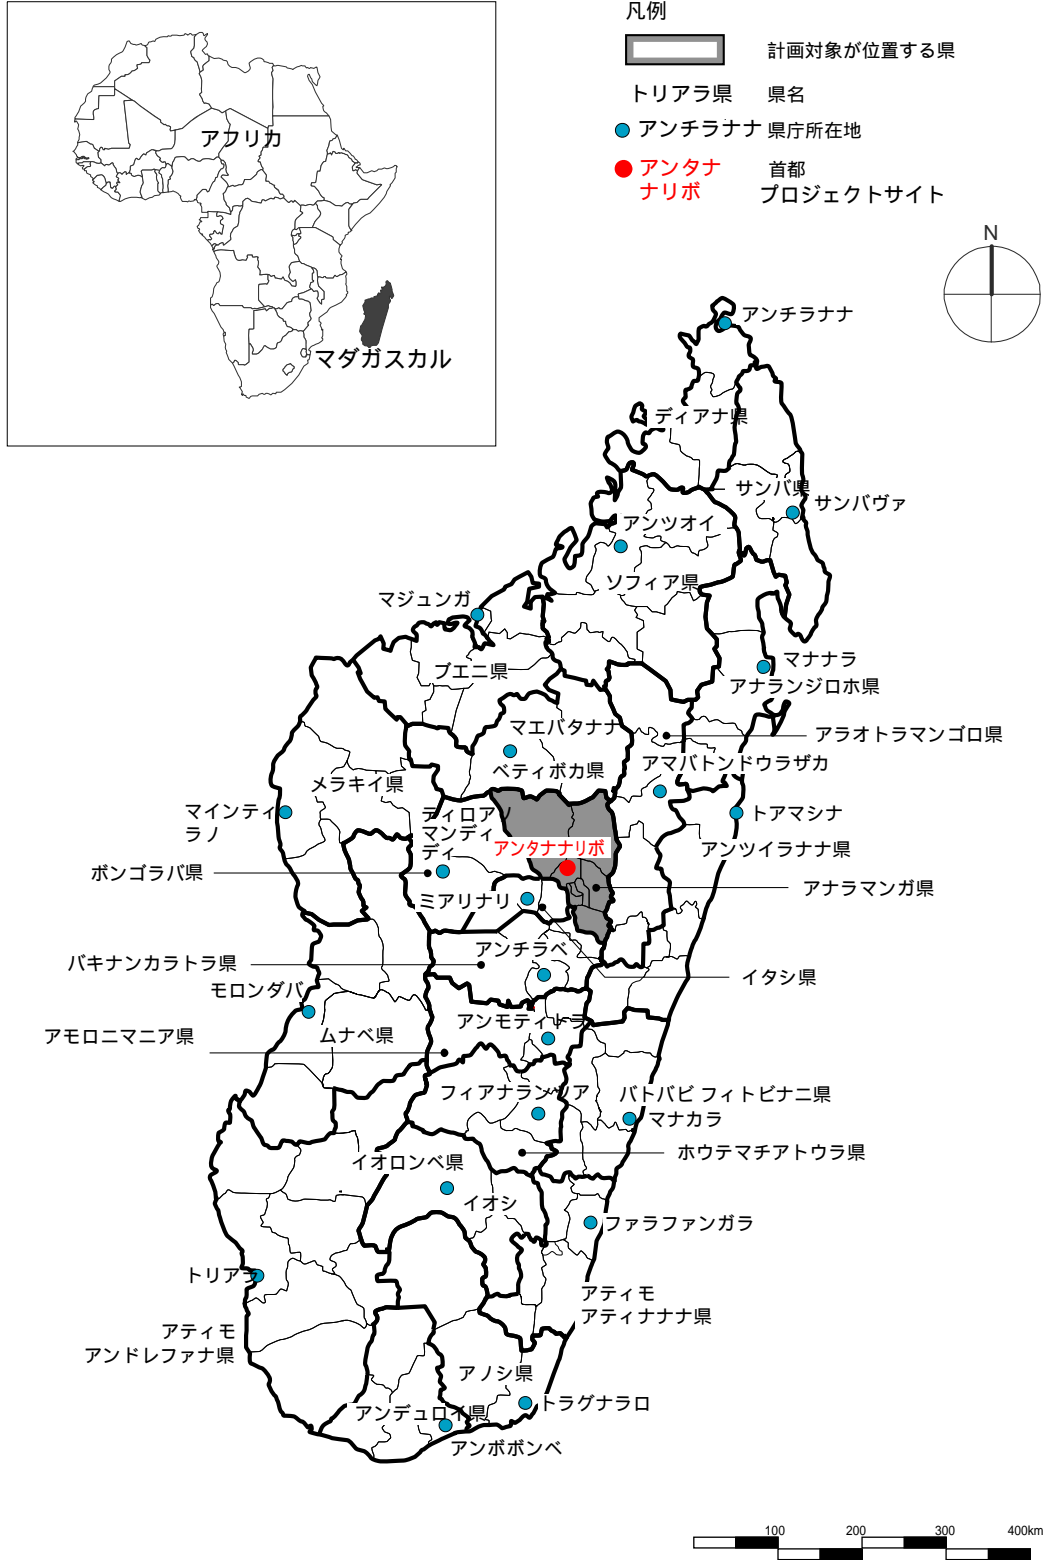 凡例
計画対象が位置する県
トリアラ県 県名
アンチラナナ 県庁所在地
アンタナ
ナリボ
首都
プロジェクトサイト
アフリカ
マダガスカル
N
アンチラナナ
ディアナ県
サンバ県
サンバヴァ
アンツオイ
ソフィア県
マジュンガ
ブエニ県
マナナラ
アナランジロホ県
マエバタナナ
アラオトラマンゴロ県
ベティボカ県
アマバトンドウラザカ
メラキイ県
マインティ
ラノ
ティロア
マンディ
ディ
トアマシナ
アンタナナリボ
アンツイラナナ県
ボンゴラバ県
アナラマンガ県
ミアリナリ
アンチラベ
バキナンカラトラ県
イタシ県
モロンダバ
アンモティトラ
ムナベ県
アモロニマニア県
フィアナランツア
バトバビ フィトビナニ県
マナカラ
ホウテマチアトウラ県
イオロンベ県
イオシ
ファラファンガラ
トリアラ
アティモ
アティナナナ県
アティモ
アンドレファナ県
アノシ県
トラグナラロ
アンデュロイ県
アンボボンベ
100 200 300 400km